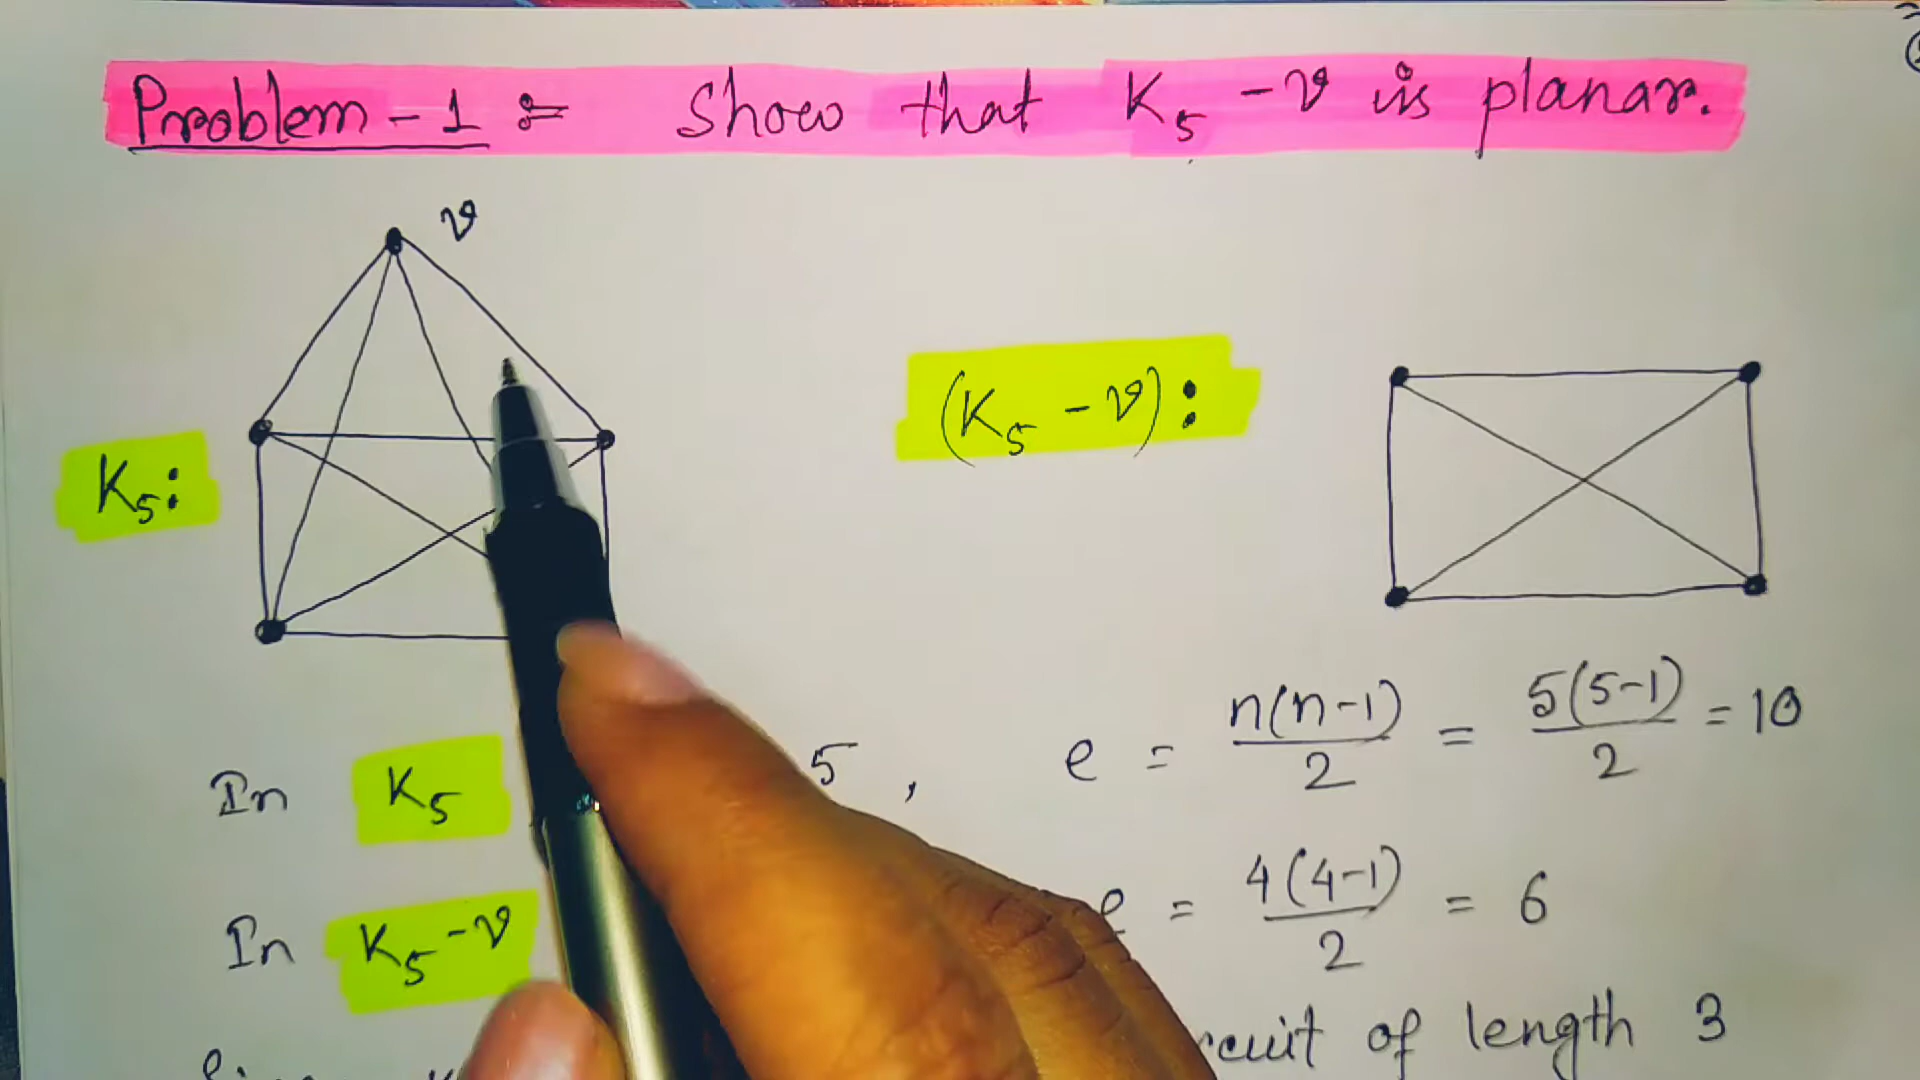 Problem - 1 := Show that K₅ - v is planar.
v
(K₅ - v) :
K₅ :
In K₅ 5 , e = n(n-1)/2 = 5(5-1)/2 = 10
In K₅ - v e = 4(4-1)/2 = 6
of length 3